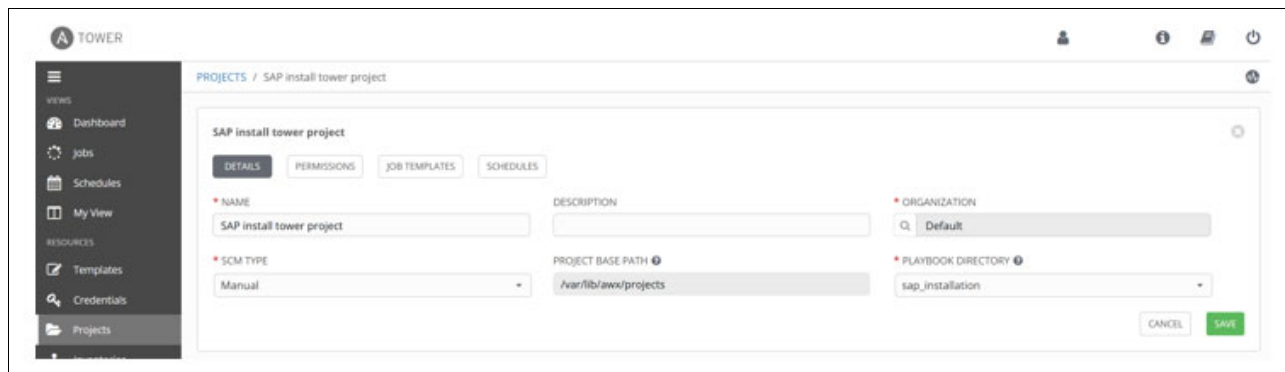 A TOWER
PROJECTS / SAP install tower project
VIEWS
Dashboard
Jobs
Schedules
My View
RESOURCES
Templates
Credentials
Projects
SAP install tower project
DETAILS PERMISSIONS JOB TEMPLATES SCHEDULES
* NAME DESCRIPTION * ORGANIZATION
SAP install tower project Default
* SCM TYPE PROJECT BASE PATH * PLAYBOOK DIRECTORY
Manual /var/lib/awx/projects sap_installation
CANCEL SAVE